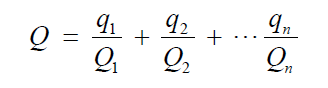 Q = q₁/Q₁ + q₂/Q₂ + ⋯ qₙ/Qₙ